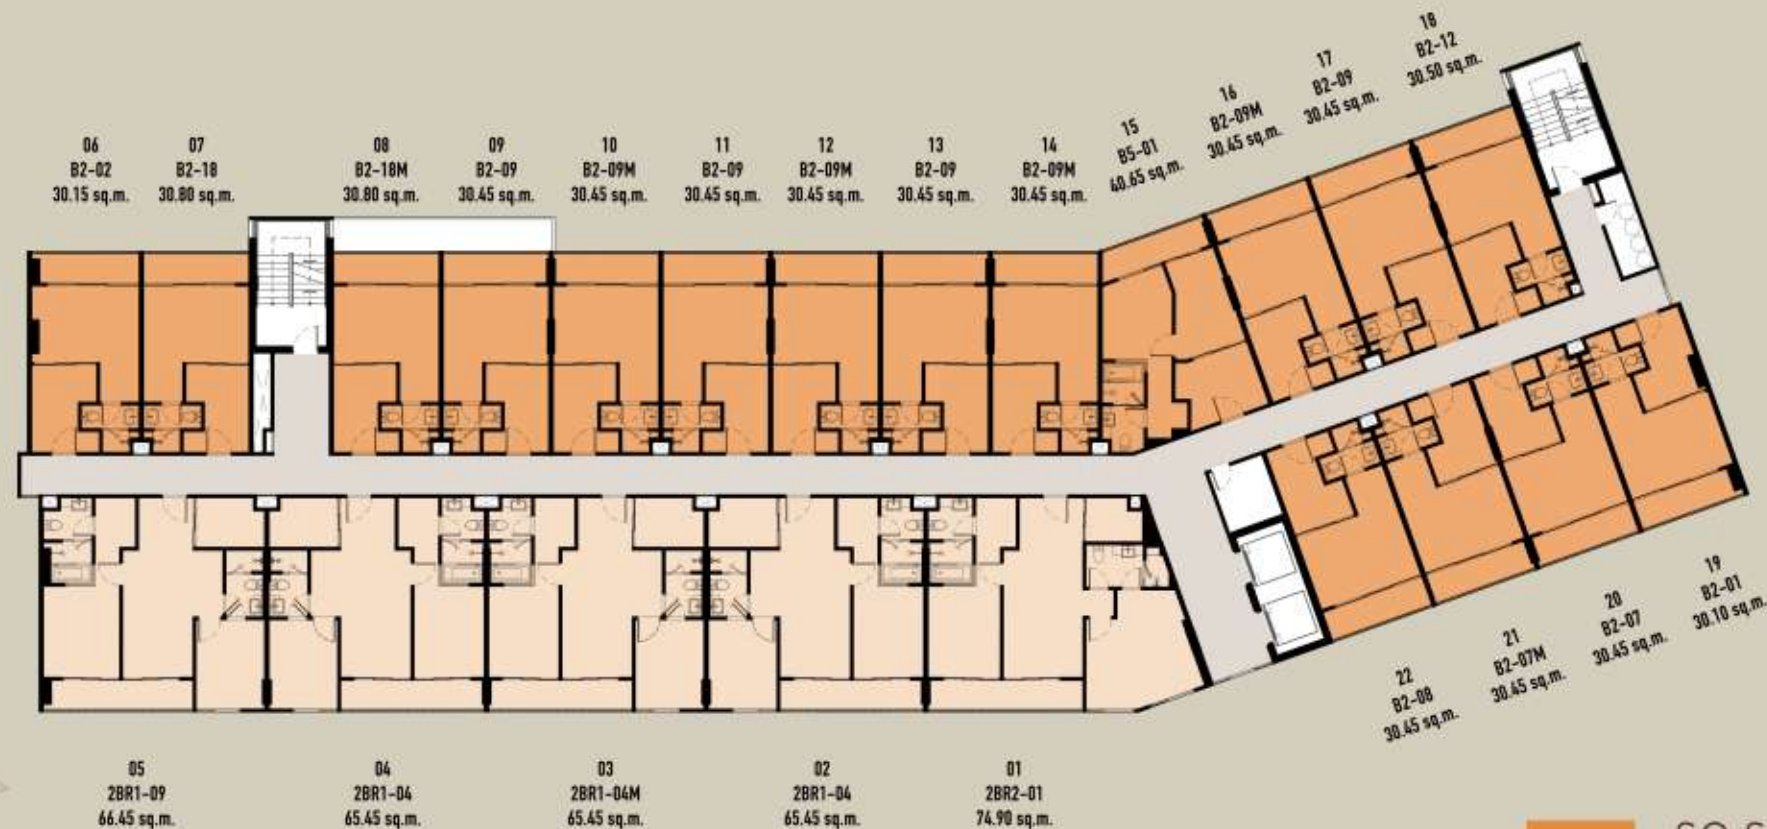 06
B2-02
30.15 sq.m.
07
B2-18
30.80 sq.m.
08
B2-18M
30.80 sq.m.
09
B2-09
30.45 sq.m.
10
B2-09M
30.45 sq.m.
11
B2-09
30.45 sq.m.
12
B2-09M
30.45 sq.m.
13
B2-09
30.45 sq.m.
14
B2-09M
30.45 sq.m.
15
B5-01
40.65 sq.m.
16
B2-09M
30.45 sq.m.
17
B2-09
30.45 sq.m.
18
B2-12
30.50 sq.m.
05
2BR1-09
66.45 sq.m.
04
2BR1-04
65.45 sq.m.
03
2BR1-04M
65.45 sq.m.
02
2BR1-04
65.45 sq.m.
01
2BR2-01
74.90 sq.m.
22
B2-08
30.45 sq.m.
21
B2-07M
30.45 sq.m.
20
B2-07
30.45 sq.m.
19
B2-01
30.10 sq.m.